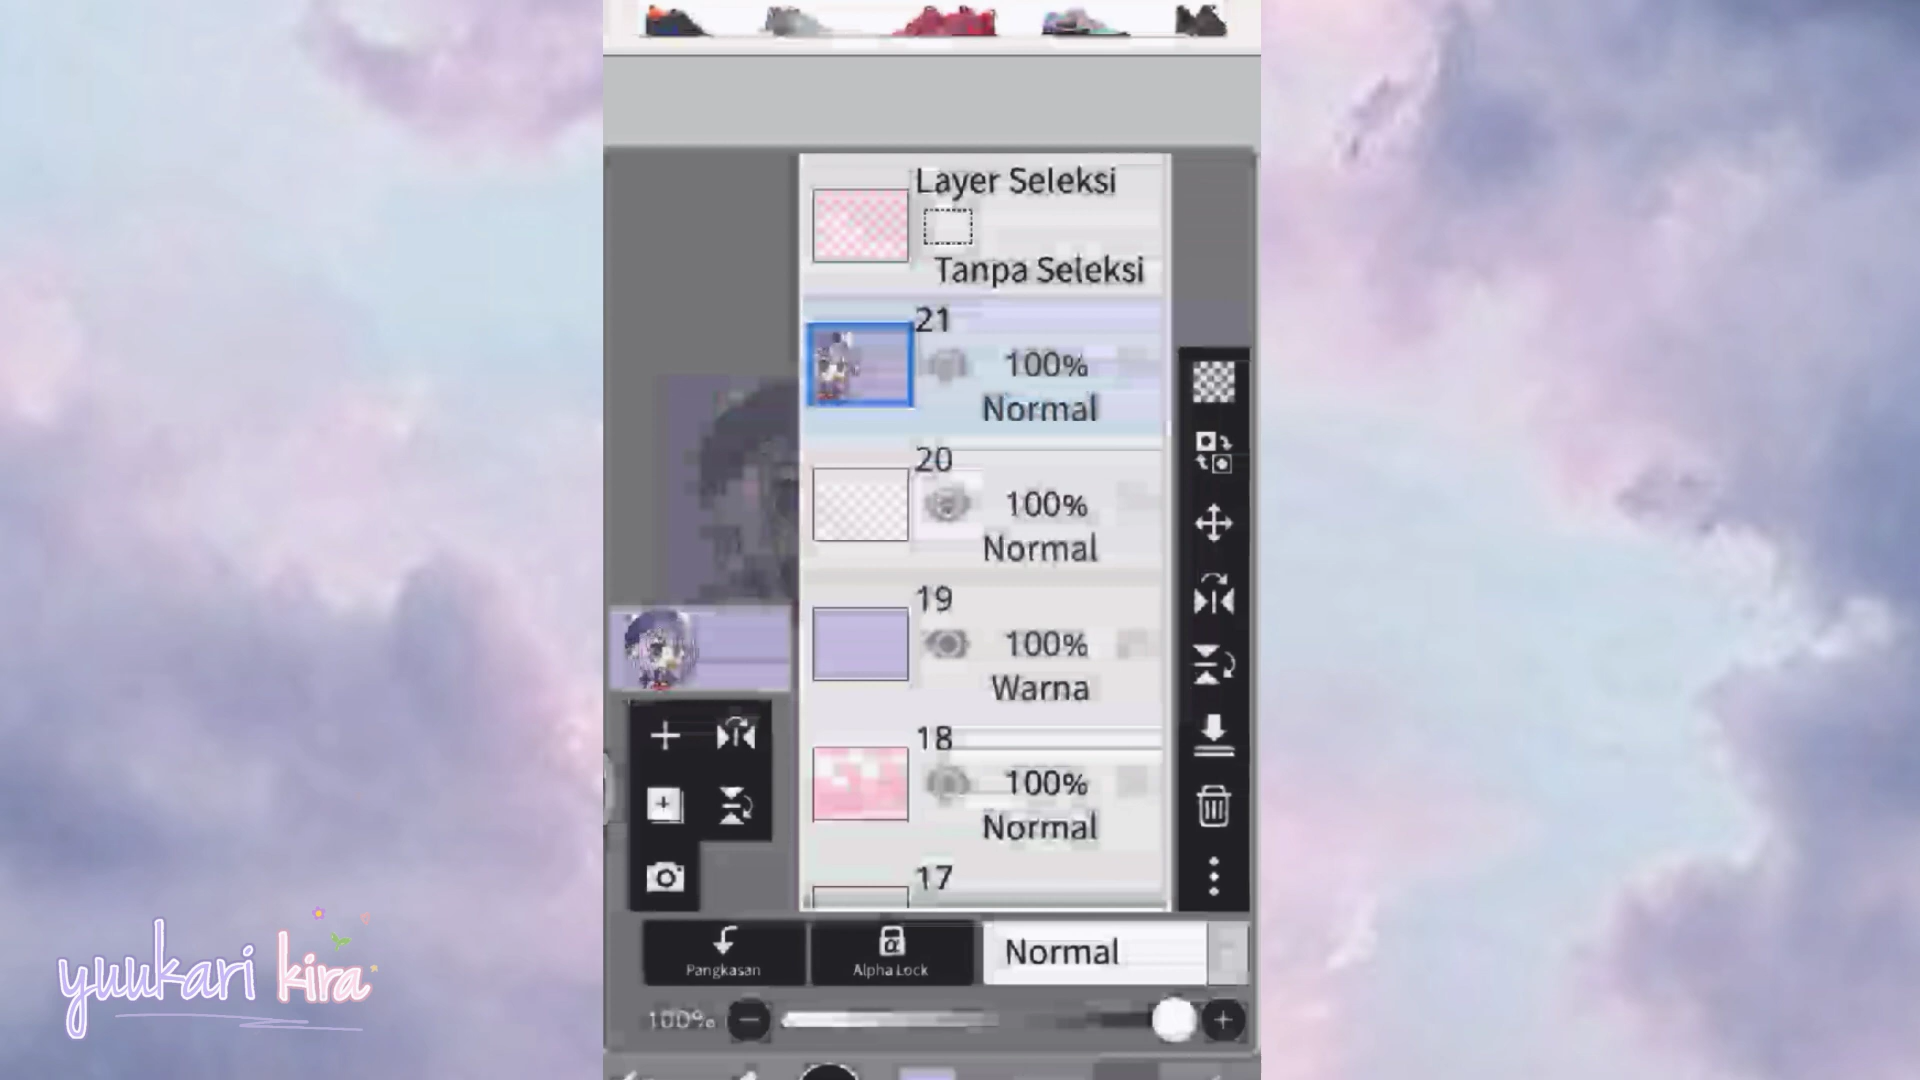 Layer Seleksi
Tanpa Seleksi
21
100%
Normal
20
100%
Normal
19
100%
Warna
18
100%
Normal
17
Pangkasan
Alpha Lock
Normal
100%
yuukari kira